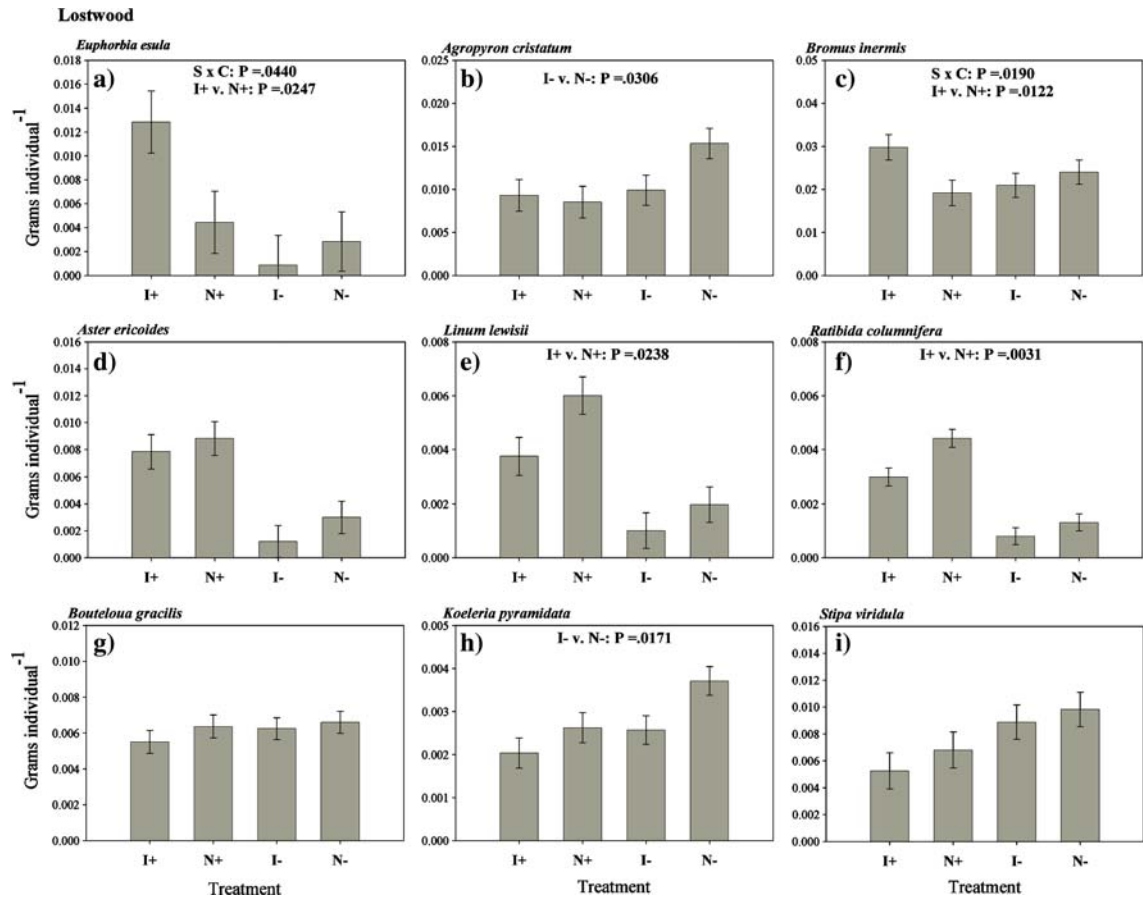 Lostwood
Euphorbia esula
Agropyron cristatum
Bromus inermis
Grams individual-1
0.018
0.016
0.014
0.012
0.010
0.008
0.006
0.004
0.002
0.000
a)
S x C: P =.0440
I+ v. N+: P =.0247
I+ N+ I- N-
0.025
0.020
0.015
0.010
0.005
0.000
b)
I- v. N-: P =.0306
I+ N+ I- N-
0.05
0.04
0.03
0.02
0.01
0.00
c)
S x C: P =.0190
I+ v. N+: P =.0122
I+ N+ I- N-
Aster ericoides
Linum lewisii
Ratibida columnifera
Grams individual-1
0.016
0.014
0.012
0.010
0.008
0.006
0.004
0.002
0.000
d)
I+ N+ I- N-
0.008
0.006
0.004
0.002
0.000
e)
I+ v. N+: P =.0238
I+ N+ I- N-
0.008
0.006
0.004
0.002
0.000
f)
I+ v. N+: P =.0031
I+ N+ I- N-
Bouteloua gracilis
Koeleria pyramidata
Stipa viridula
Grams individual-1
0.012
0.010
0.008
0.006
0.004
0.002
0.000
g)
I+ N+ I- N-
Treatment
0.005
0.004
0.003
0.002
0.001
0.000
h)
I- v. N-: P =.0171
I+ N+ I- N-
Treatment
0.016
0.014
0.012
0.010
0.008
0.006
0.004
0.002
0.000
i)
I+ N+ I- N-
Treatment